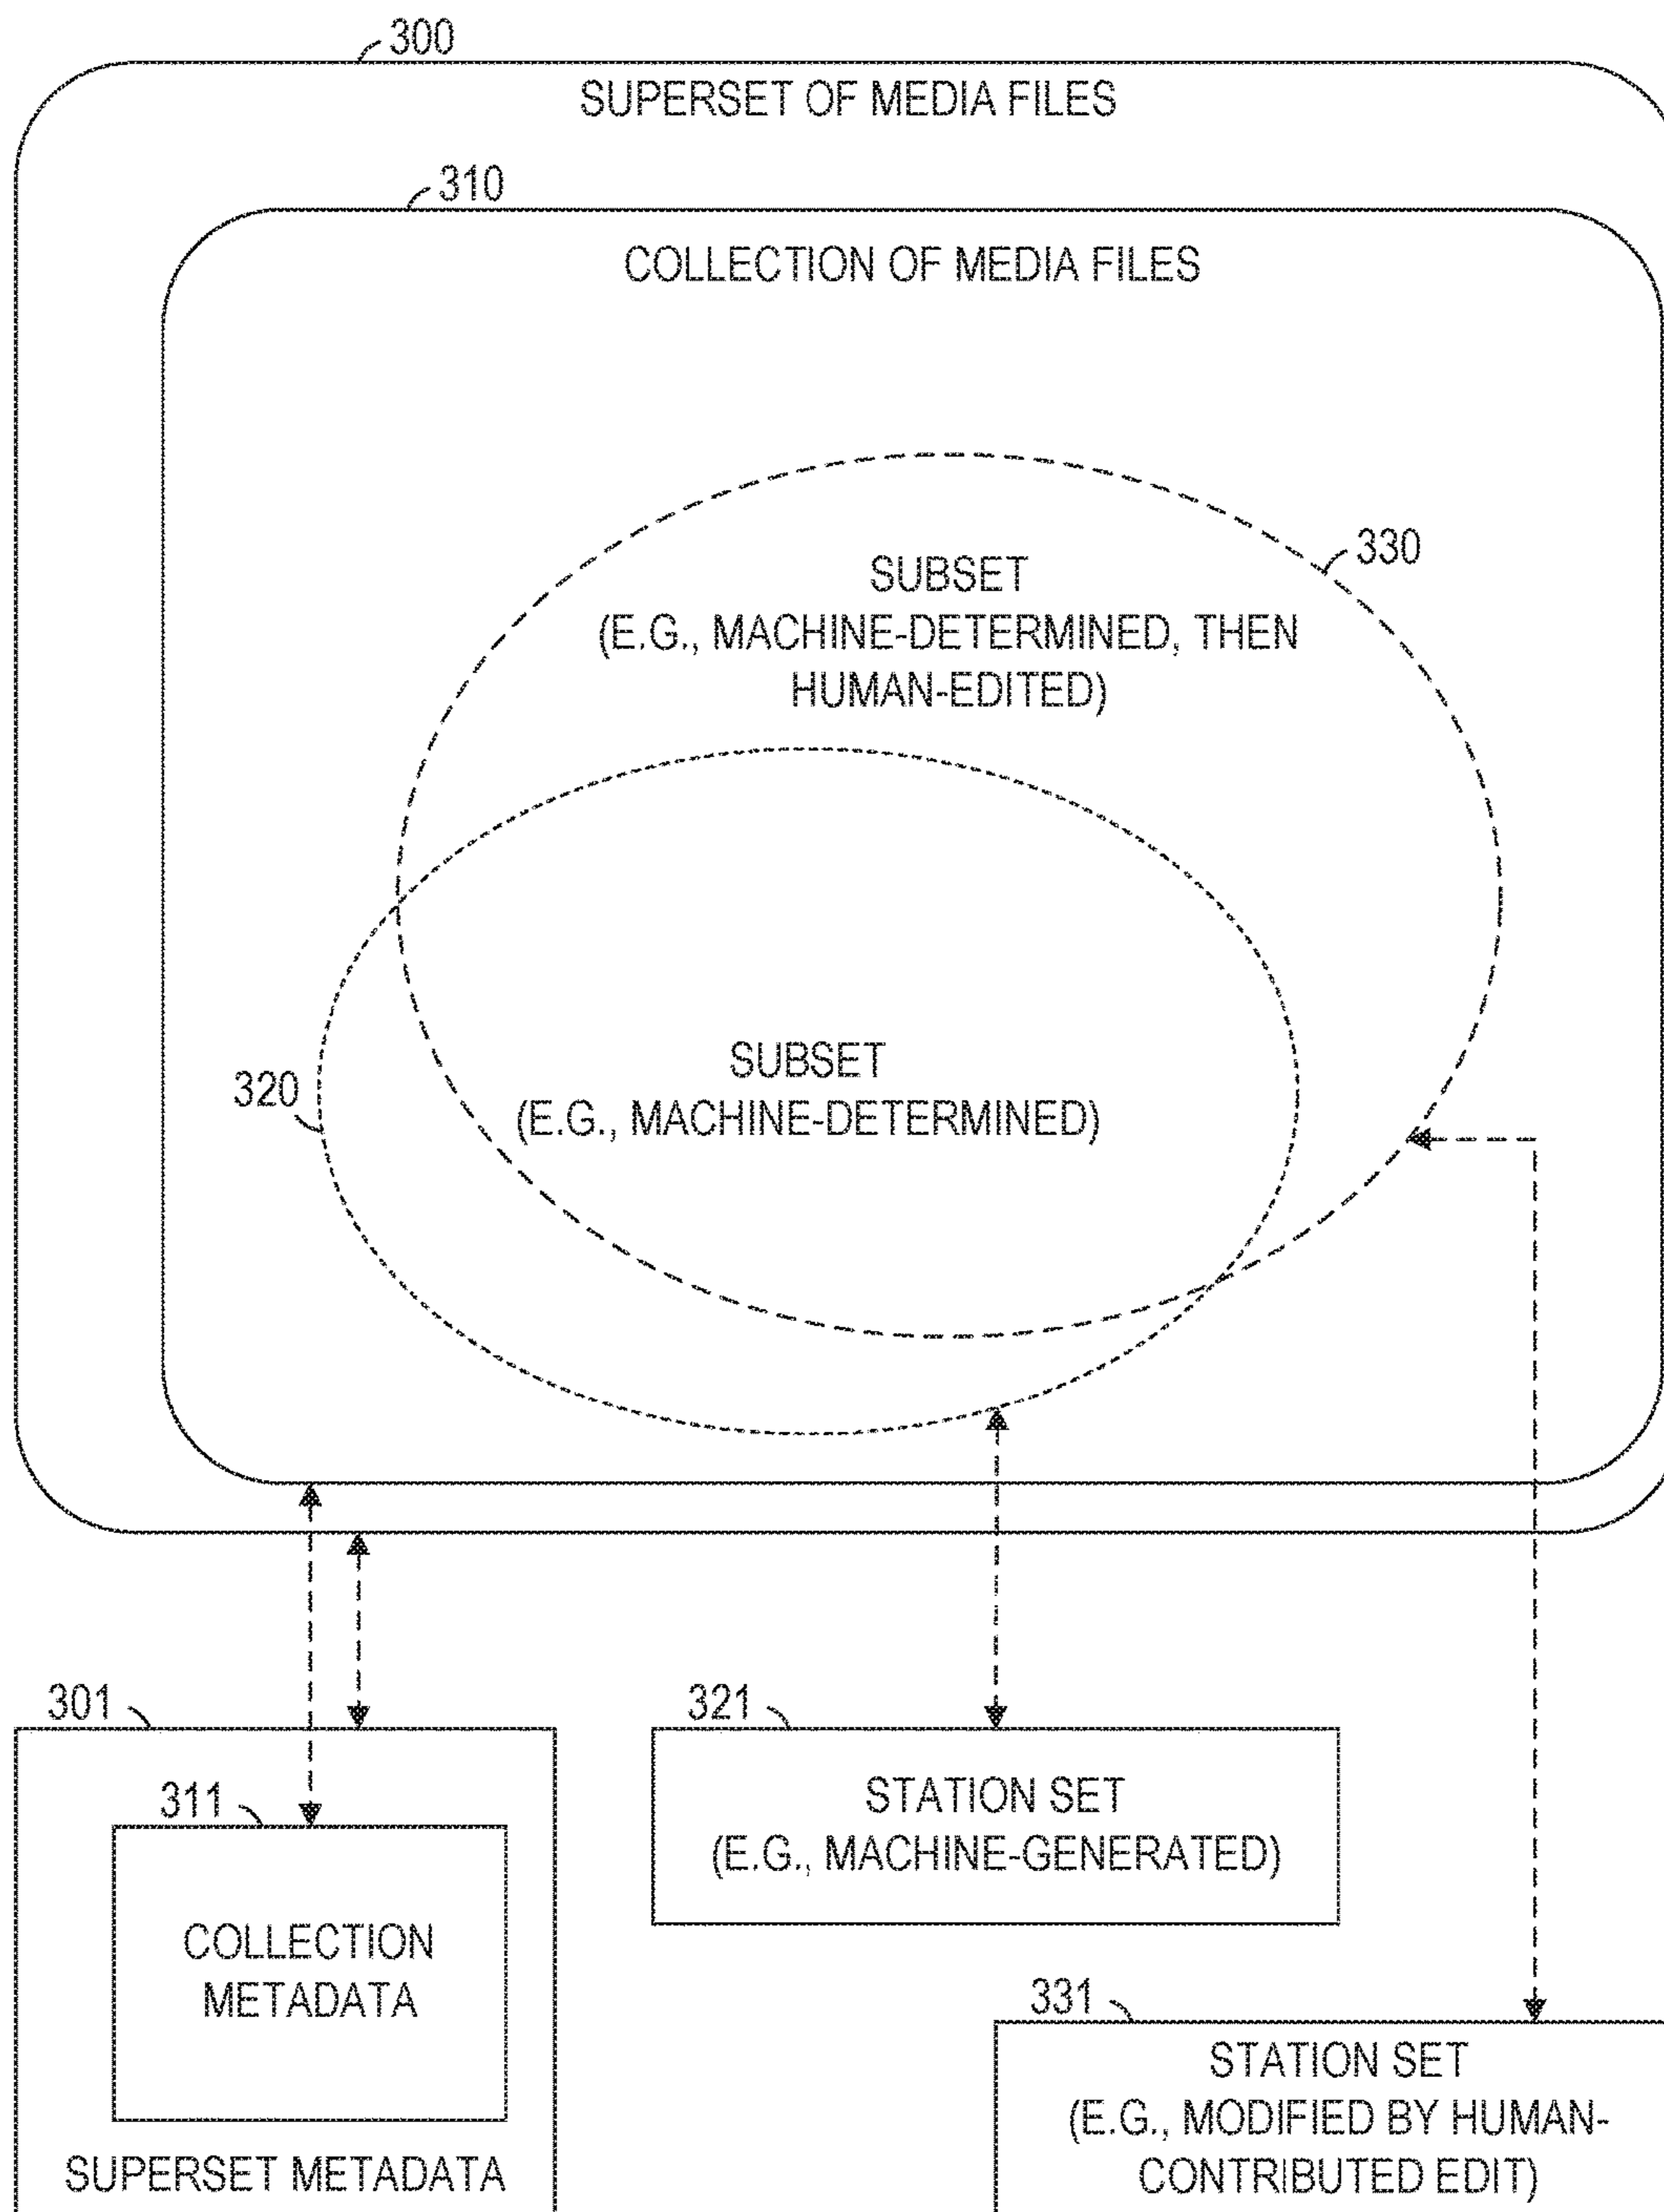 300
SUPERSET OF MEDIA FILES
310
COLLECTION OF MEDIA FILES
330
SUBSET
(E.G., MACHINE-DETERMINED, THEN
HUMAN-EDITED)
SUBSET
320
(E.G., MACHINE-DETERMINED)
301
321
311
STATION SET
(E.G., MACHINE-GENERATED)
COLLECTION
METADATA
331
STATION SET
(E.G., MODIFIED BY HUMAN-
CONTRIBUTED EDIT)
SUPERSET METADATA